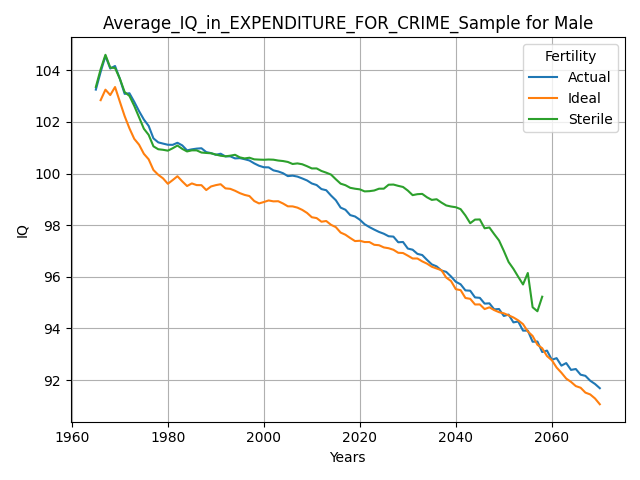 Average_IQ_in_EXPENDITURE_FOR_CRIME_Sample for Male
Fertility
Actual
Ideal
Sterile
IQ
104
102
100
98
96
94
92
1960
1980
2000
2020
2040
2060
Years